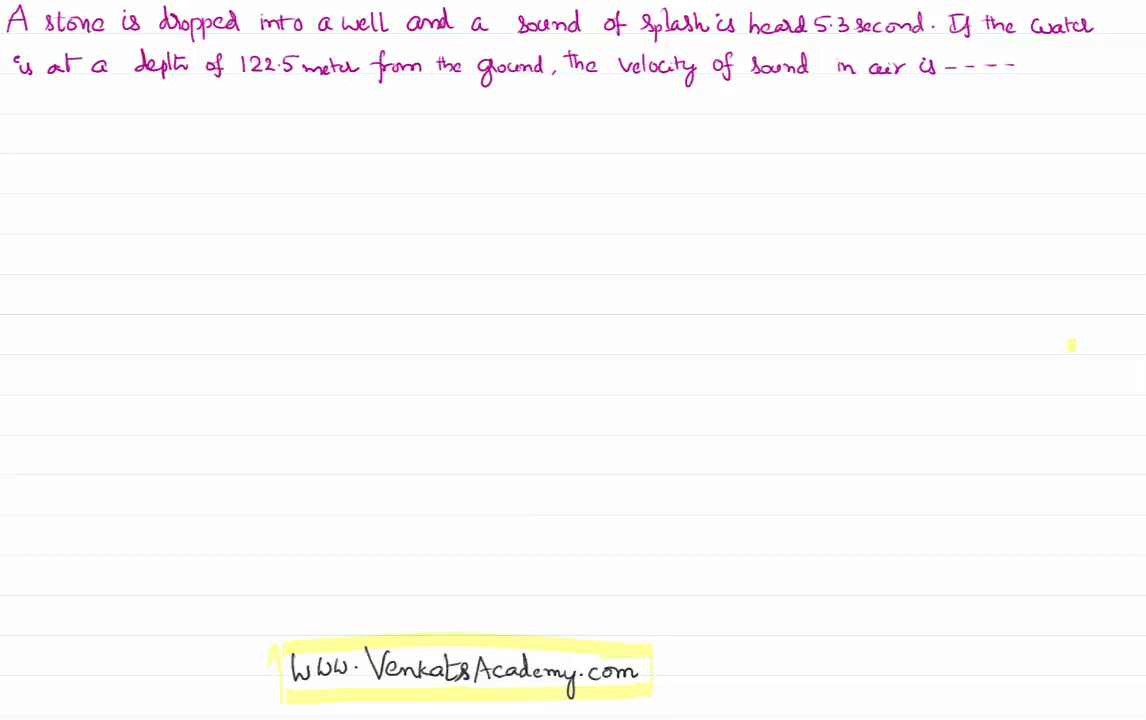 A stone is dropped into a well and a sound of splash is heard 5.3 second. If the water
is at a depth of 122.5 meter from the ground, the velocity of sound in air is ----
www.VenkatsAcademy.com